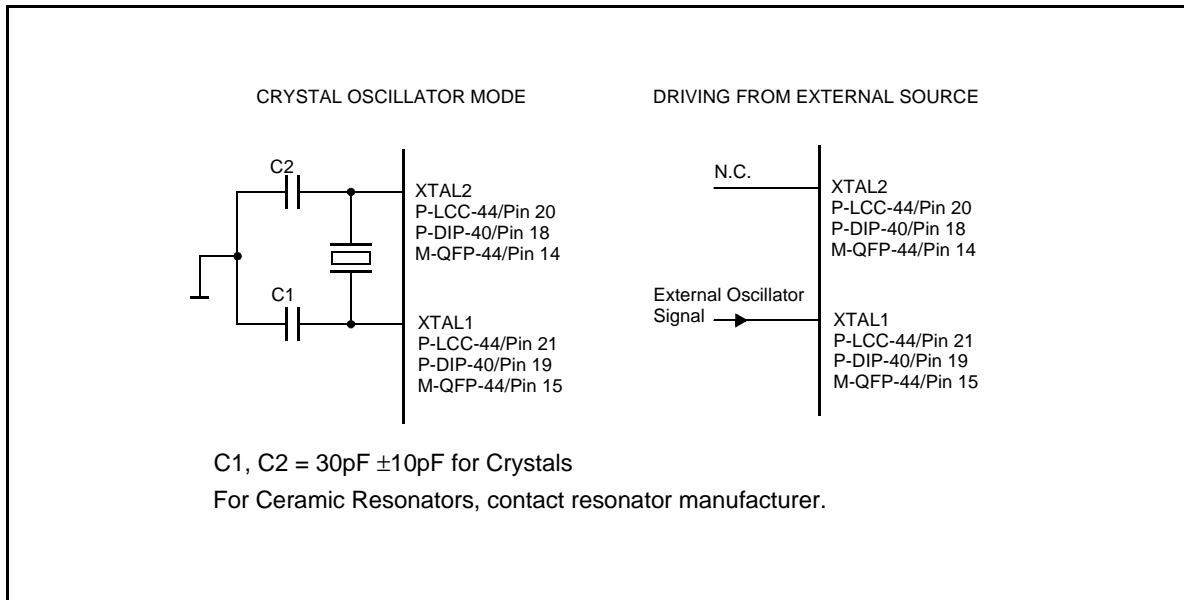 CRYSTAL OSCILLATOR MODE
C2
XTAL2
P-LCC-44/Pin 20
P-DIP-40/Pin 18
M-QFP-44/Pin 14
C1
XTAL1
P-LCC-44/Pin 21
P-DIP-40/Pin 19
M-QFP-44/Pin 15
DRIVING FROM EXTERNAL SOURCE
N.C.
XTAL2
P-LCC-44/Pin 20
P-DIP-40/Pin 18
M-QFP-44/Pin 14
External Oscillator
Signal
XTAL1
P-LCC-44/Pin 21
P-DIP-40/Pin 19
M-QFP-44/Pin 15
C1, C2 = 30pF ±10pF for Crystals
For Ceramic Resonators, contact resonator manufacturer.